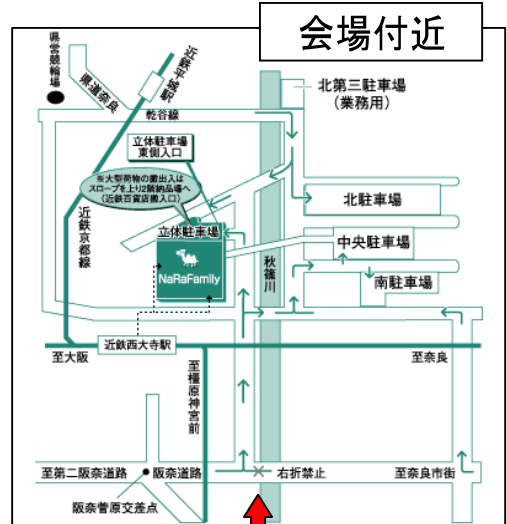 会場付近
県営競輪場
県道奈良
近鉄平城駅
北第三駐車場
（業務用）
乾谷線
立体駐車場
東側入口
※大型荷物の搬出入は
スロープを上り2階納品場へ
（近鉄百貨店搬入口）
北駐車場
近鉄京都線
立体駐車場
中央駐車場
NaRaFamily
秋篠川
南駐車場
近鉄西大寺駅
至大阪
至奈良
至橿原神宮前
至第二阪奈道路
阪奈道路
右折禁止
至奈良市街
阪奈菅原交差点